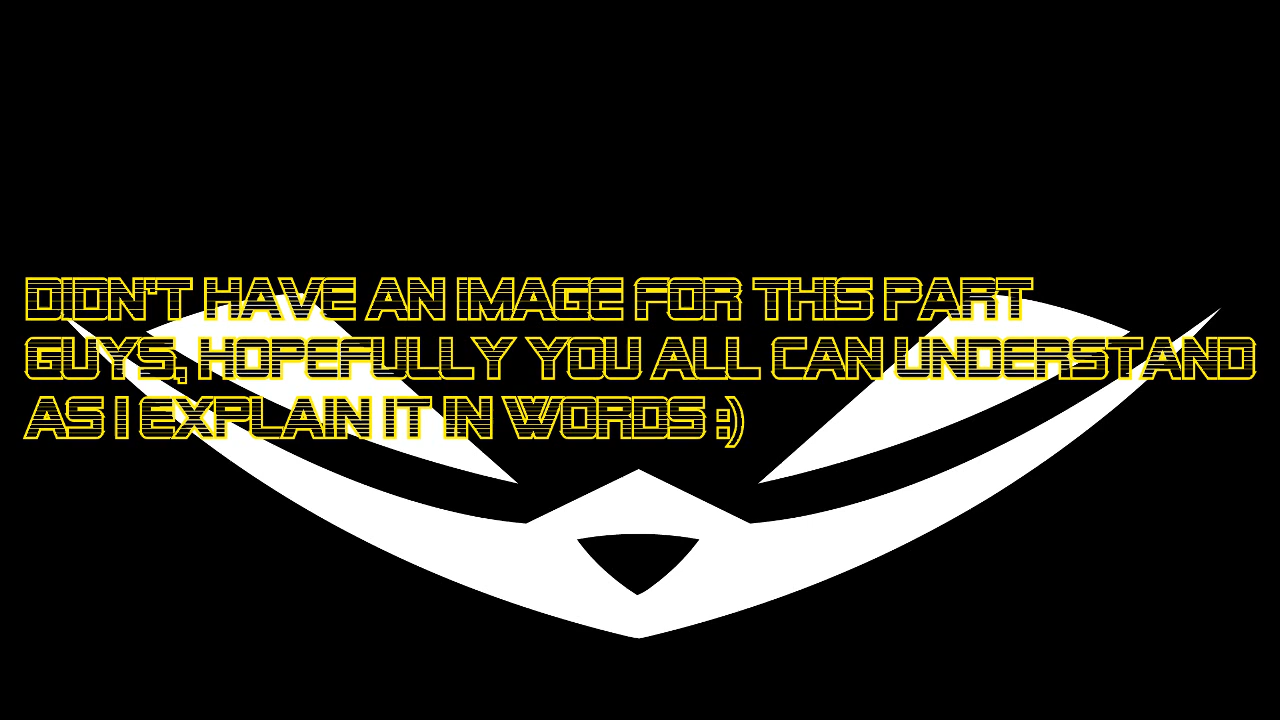 DIDN'T HAVE AN IMAGE FOR THIS PART
GUYS, HOPEFULLY YOU ALL CAN UNDERSTAND
AS I EXPLAIN IT IN WORDS :)